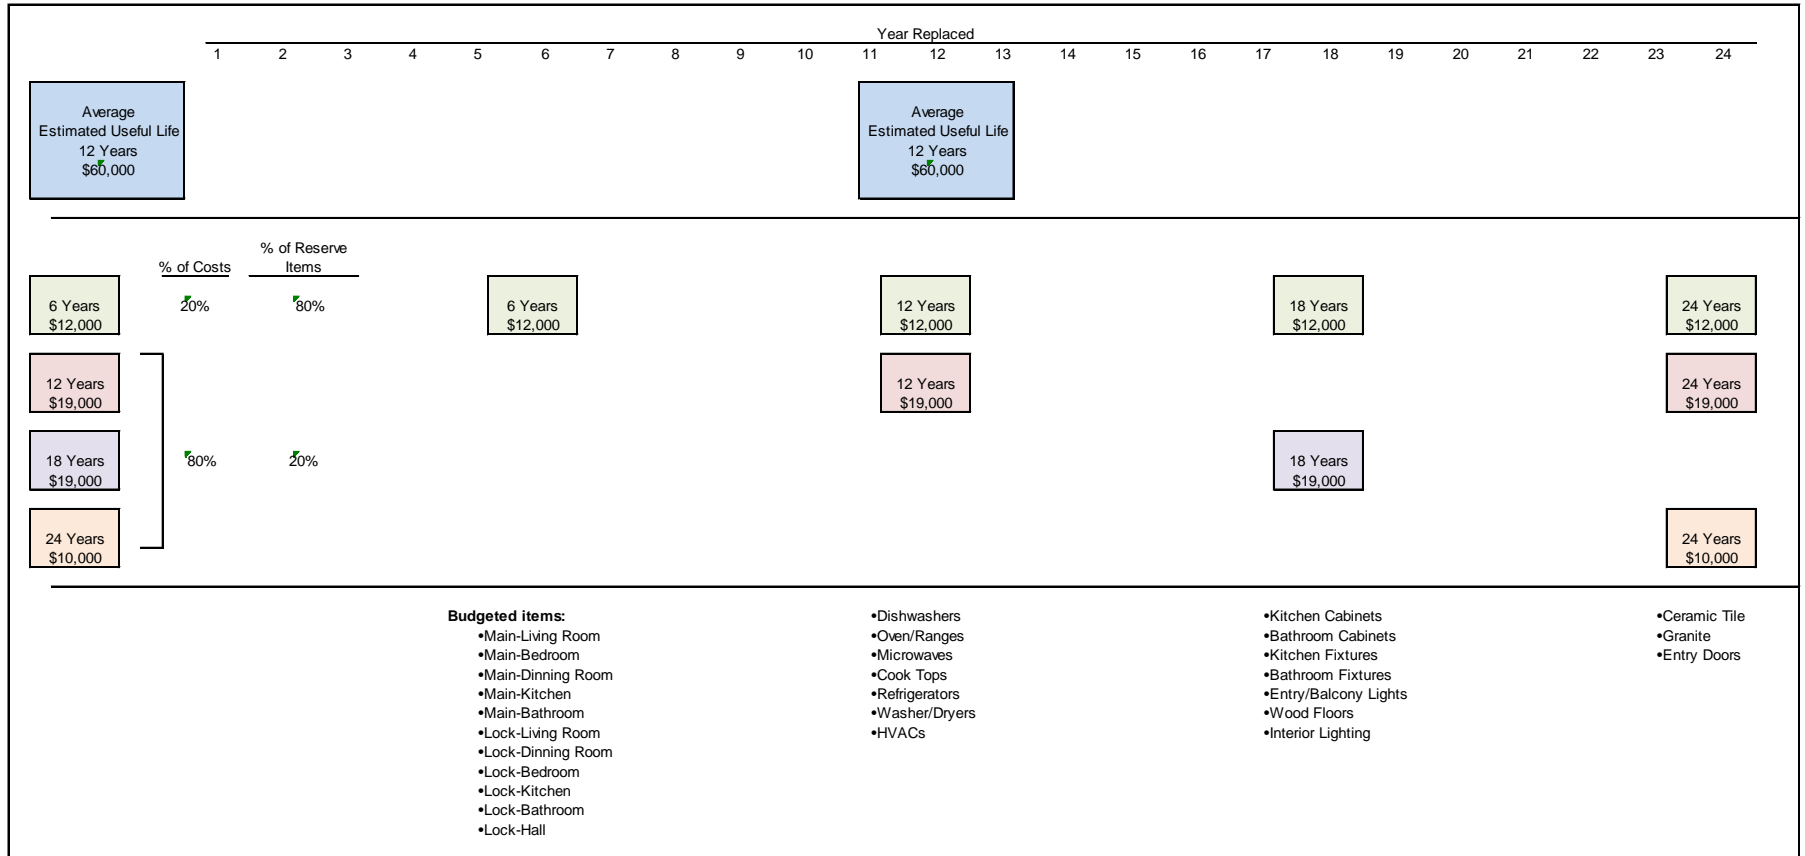 Year Replaced
1 2 3 4 5 6 7 8 9 10 11 12 13 14 15 16 17 18 19 20 21 22 23 24
Average
Estimated Useful Life
12 Years
$60,000
Average
Estimated Useful Life
12 Years
$60,000
% of Costs
% of Reserve
Items
6 Years
$12,000
20%
80%
6 Years
$12,000
12 Years
$12,000
18 Years
$12,000
24 Years
$12,000
12 Years
$19,000
12 Years
$19,000
24 Years
$19,000
18 Years
$19,000
80%
20%
18 Years
$19,000
24 Years
$10,000
24 Years
$10,000
Budgeted items:
•Main-Living Room
•Main-Bedroom
•Main-Dinning Room
•Main-Kitchen
•Main-Bathroom
•Lock-Living Room
•Lock-Dinning Room
•Lock-Bedroom
•Lock-Kitchen
•Lock-Bathroom
•Lock-Hall
•Dishwashers
•Oven/Ranges
•Microwaves
•Cook Tops
•Refrigerators
•Washer/Dryers
•HVACs
•Kitchen Cabinets
•Bathroom Cabinets
•Kitchen Fixtures
•Bathroom Fixtures
•Entry/Balcony Lights
•Wood Floors
•Interior Lighting
•Ceramic Tile
•Granite
•Entry Doors